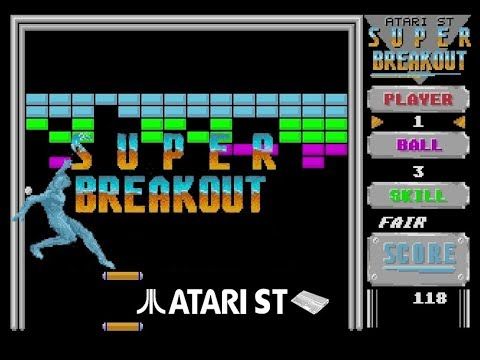 SUPER
BREAKOUT
ATARI ST
ATARI ST
SUPER
BREAKOUT
PLAYER
1
BALL
3
SKILL
FAIR
SCORE
118